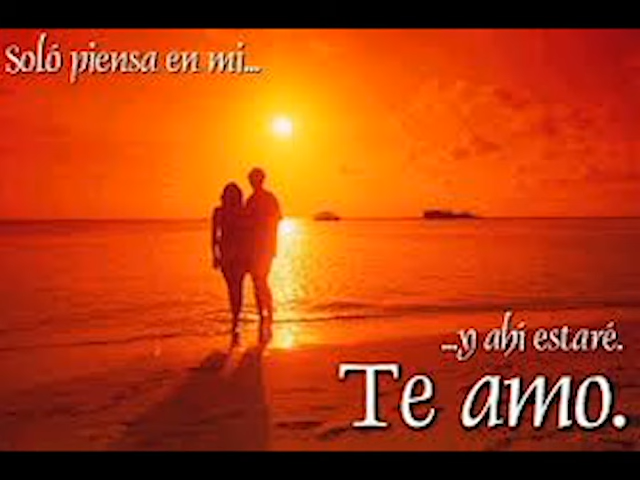 Soló piensa en mi...
...y ahí estaré.
Te amo.